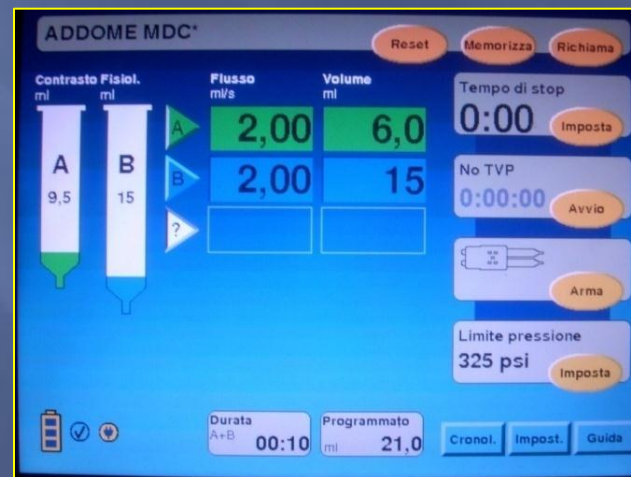 ADDOME MDC*
Reset
Memorizza
Richiama
Contrasto Fisiol.
ml ml
Flusso
ml/s
Volume
ml
A
9,5
B
15
A 2,00 6,0
B 2,00 15
?
Tempo di stop
0:00
Imposta
No TVP
0:00:00
Avvio
Arma
Limite pressione
325 psi
Imposta
Durata
A+B
00:10
Programmato
ml 21,0
Cronol.
Impost.
Guida